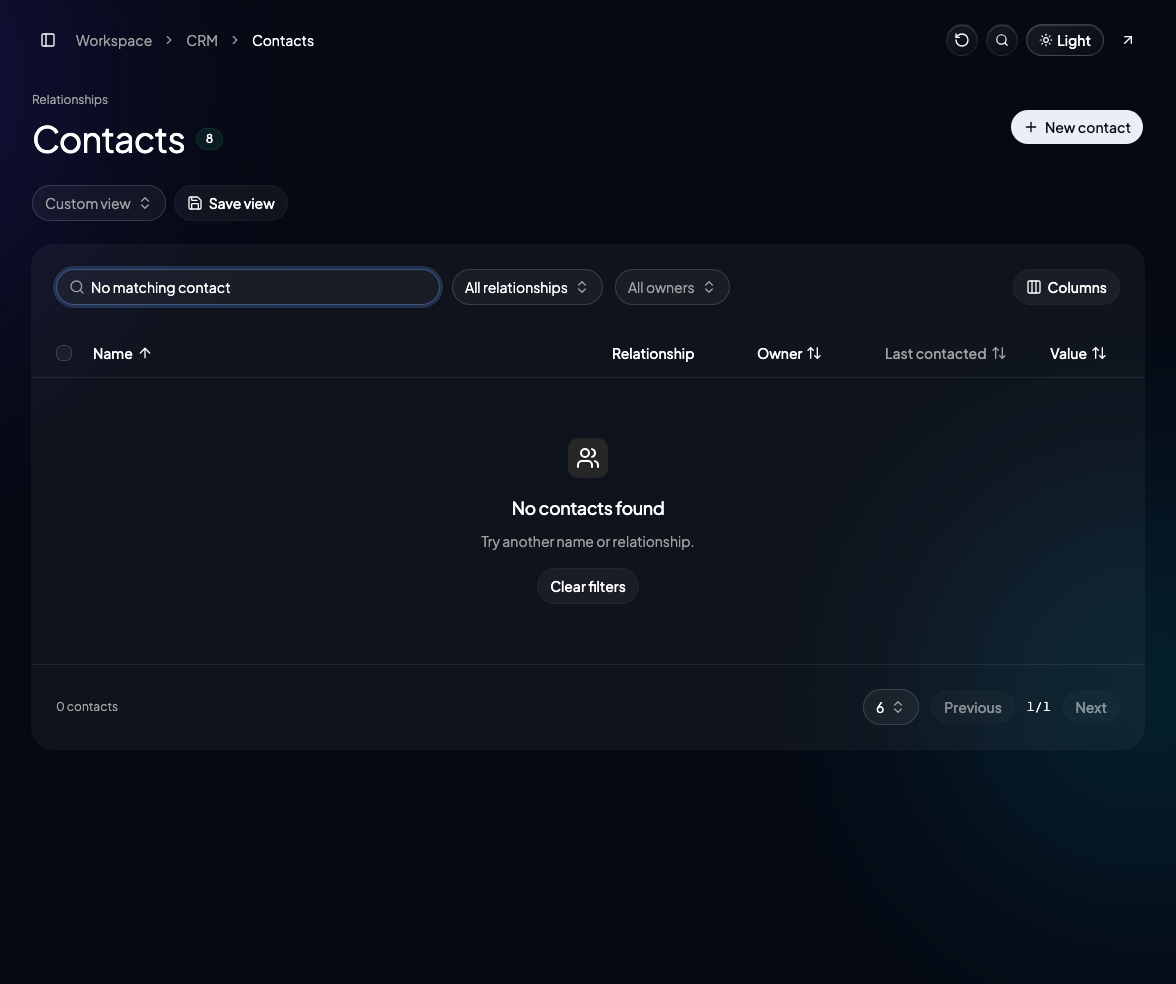 Workspace > CRM > Contacts
Light
Relationships
Contacts 8
New contact
Custom view
Save view
No matching contact
All relationships
All owners
Columns
Name
Relationship
Owner
Last contacted
Value
No contacts found
Try another name or relationship.
Clear filters
0 contacts
6
Previous
1/1
Next